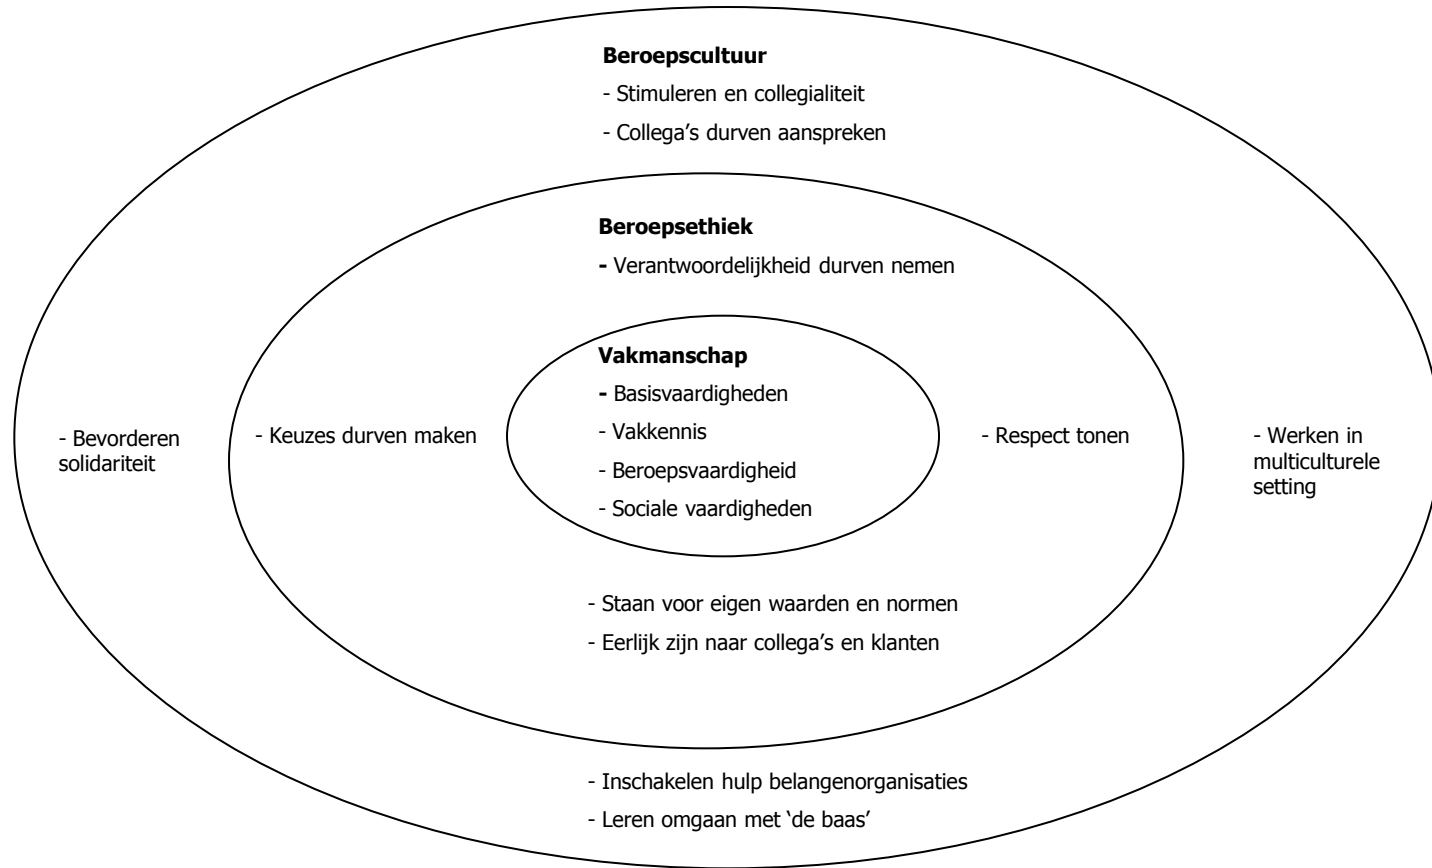 Beroepscultuur
- Stimuleren en collegialiteit
- Collega’s durven aanspreken
Beroepsethiek
- Verantwoordelijkheid durven nemen
Vakmanschap
- Basisvaardigheden
- Vakkennis
- Beroepsvaardigheid
- Sociale vaardigheden
- Bevorderen
solidariteit
- Keuzes durven maken
- Respect tonen
- Werken in
multiculturele
setting
- Staan voor eigen waarden en normen
- Eerlijk zijn naar collega’s en klanten
- Inschakelen hulp belangenorganisaties
- Leren omgaan met ‘de baas’